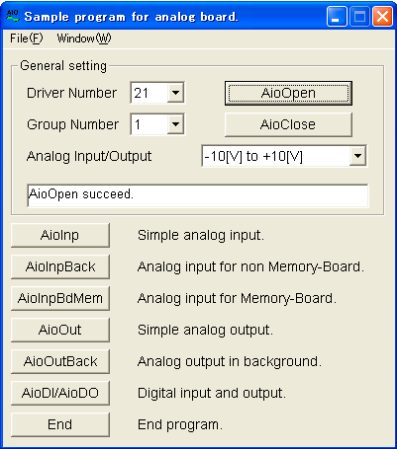 AIO Sample program for analog board.
File(F) Window(W)
General setting
Driver Number 21 AioOpen
Group Number 1 AioClose
Analog Input/Output -10[V] to +10[V]
AioOpen succeed.
AioInp Simple analog input.
AioInpBack Analog input for non Memory-Board.
AioInpBdMem Analog input for Memory-Board.
AioOut Simple analog output.
AioOutBack Analog output in background.
AioDI/AioDO Digital input and output.
End End program.